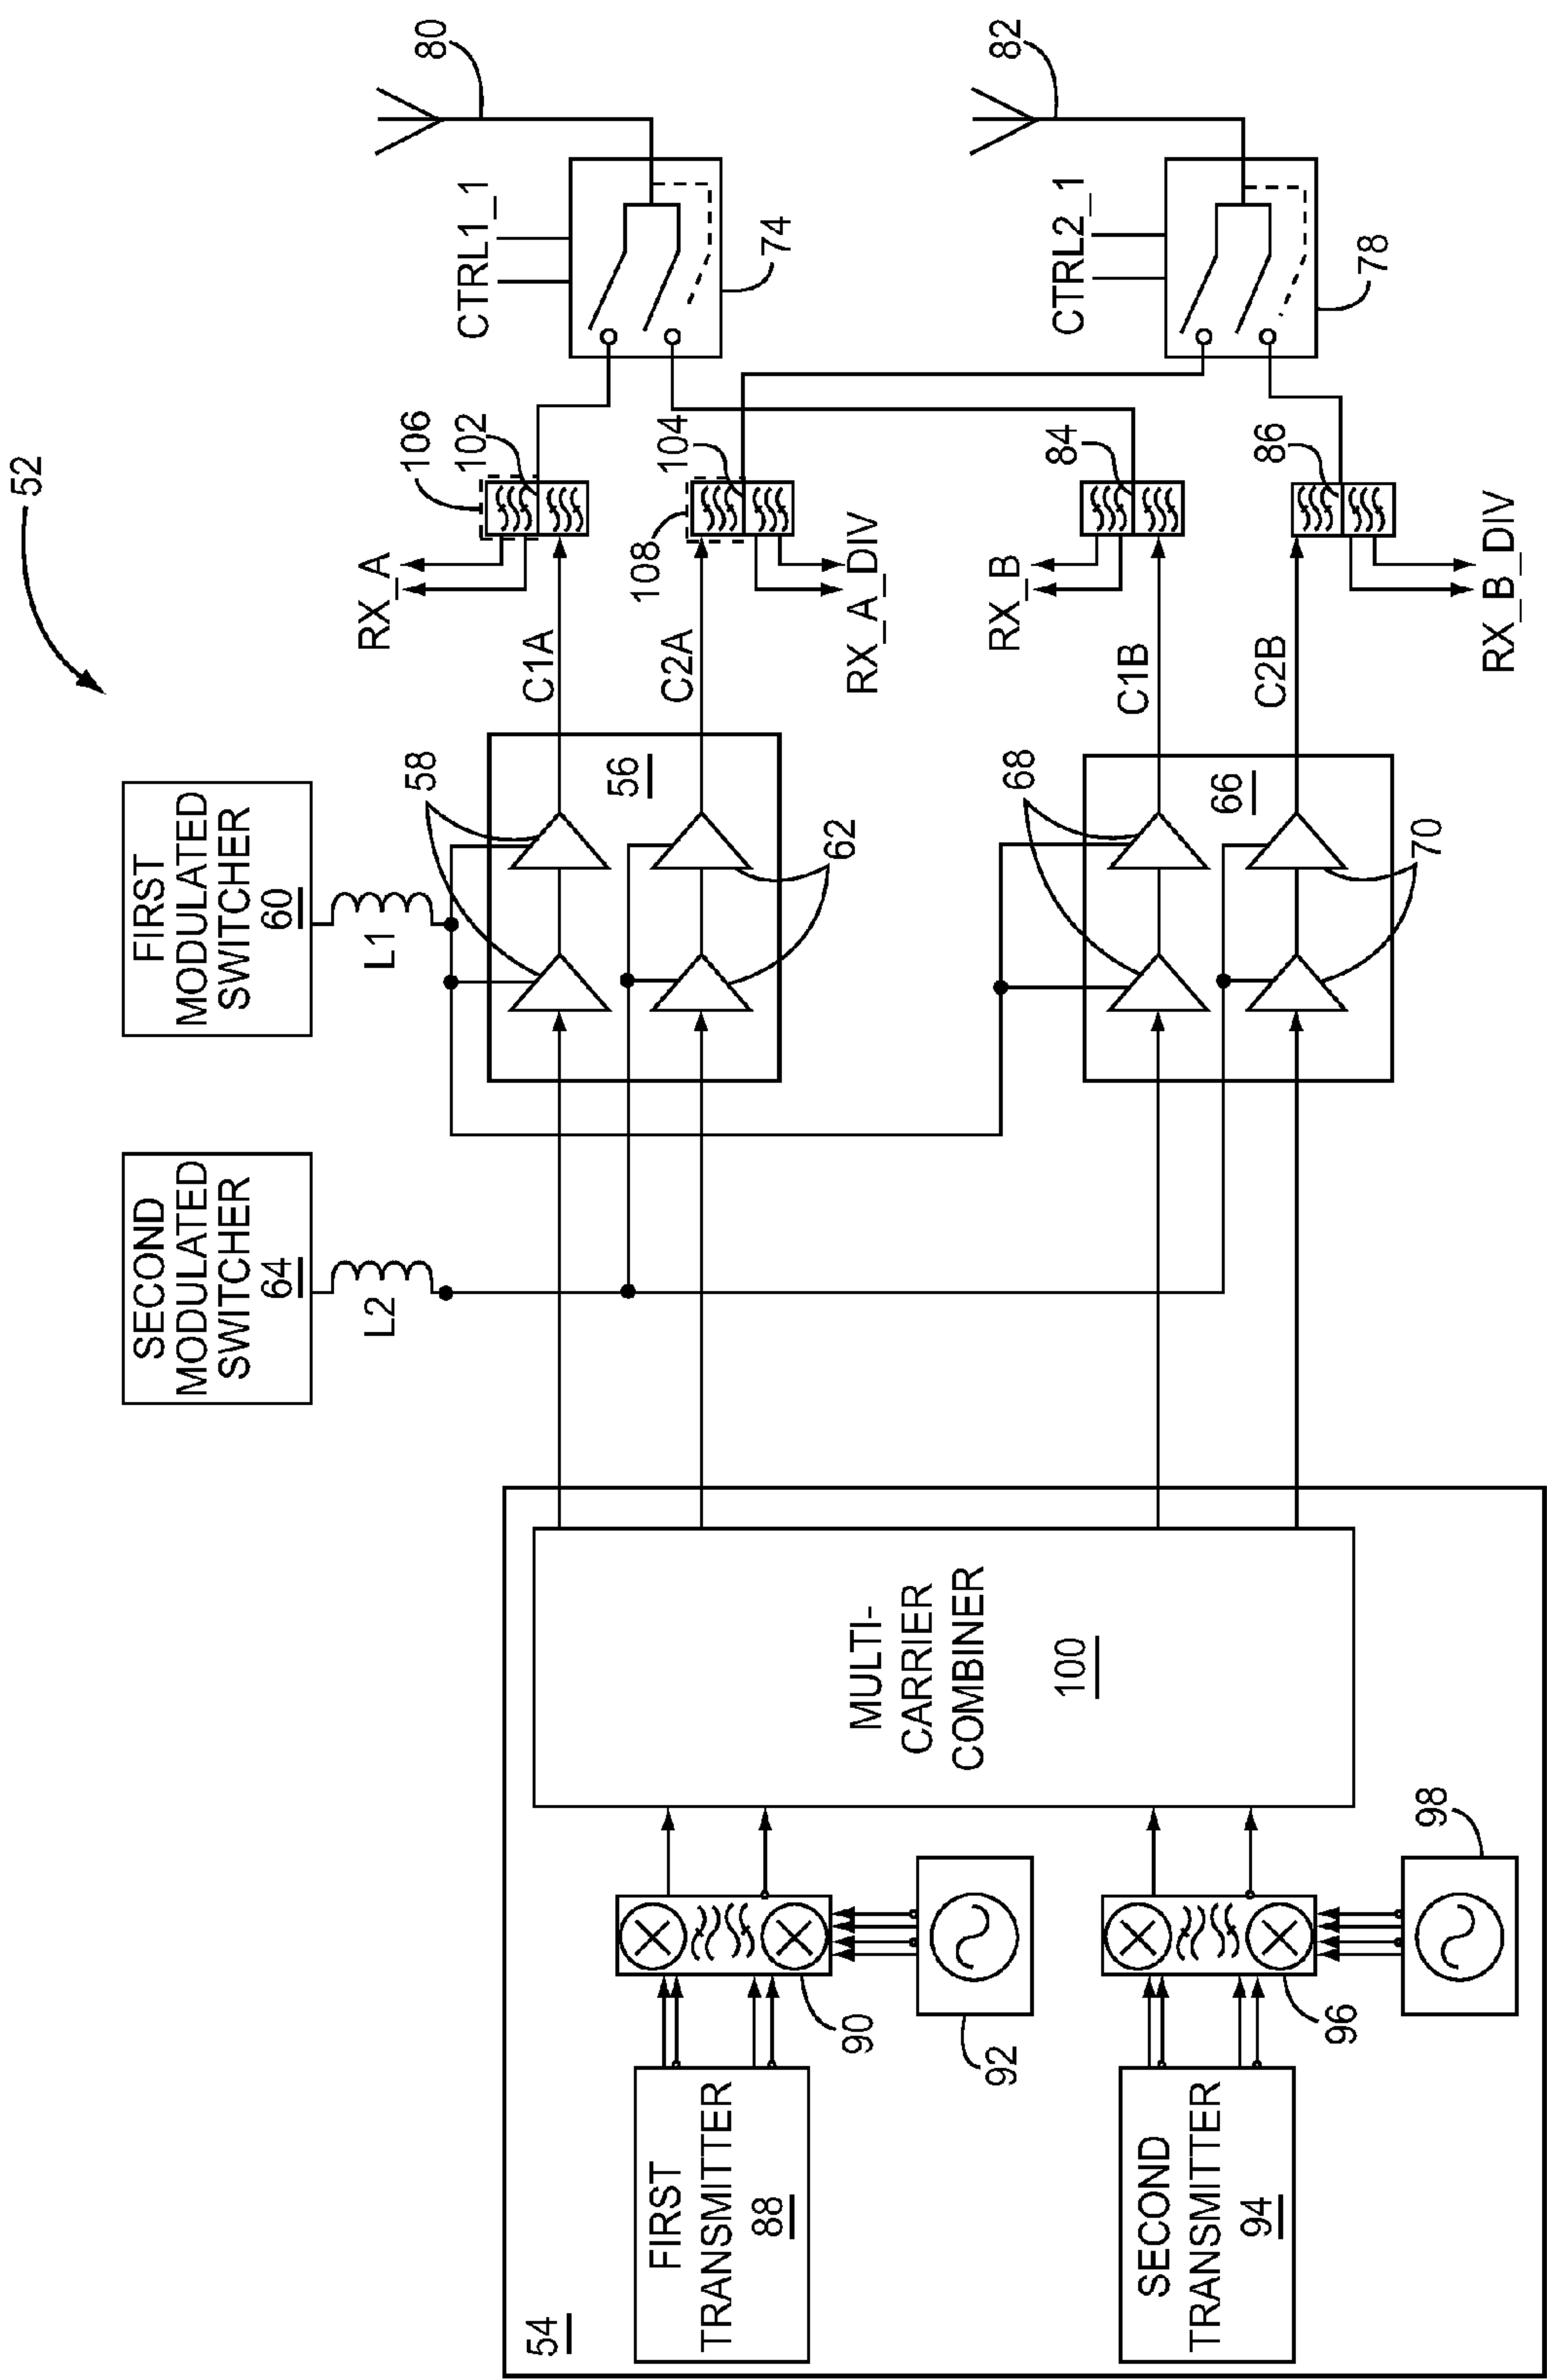 52
FIRST
MODULATED
SWITCHER
60
SECOND
MODULATED
SWITCHER
64
L1
L2
54
FIRST
TRANSMITTER
88
90
92
SECOND
TRANSMITTER
94
96
98
MULTI-
CARRIER
COMBINER
100
58
56
62
68
66
70
C1A
C2A
C1B
C2B
RX_A
RX_A_DIV
RX_B
RX_B_DIV
106
102
108
104
84
86
CTRL1_1
74
80
CTRL2_1
78
82